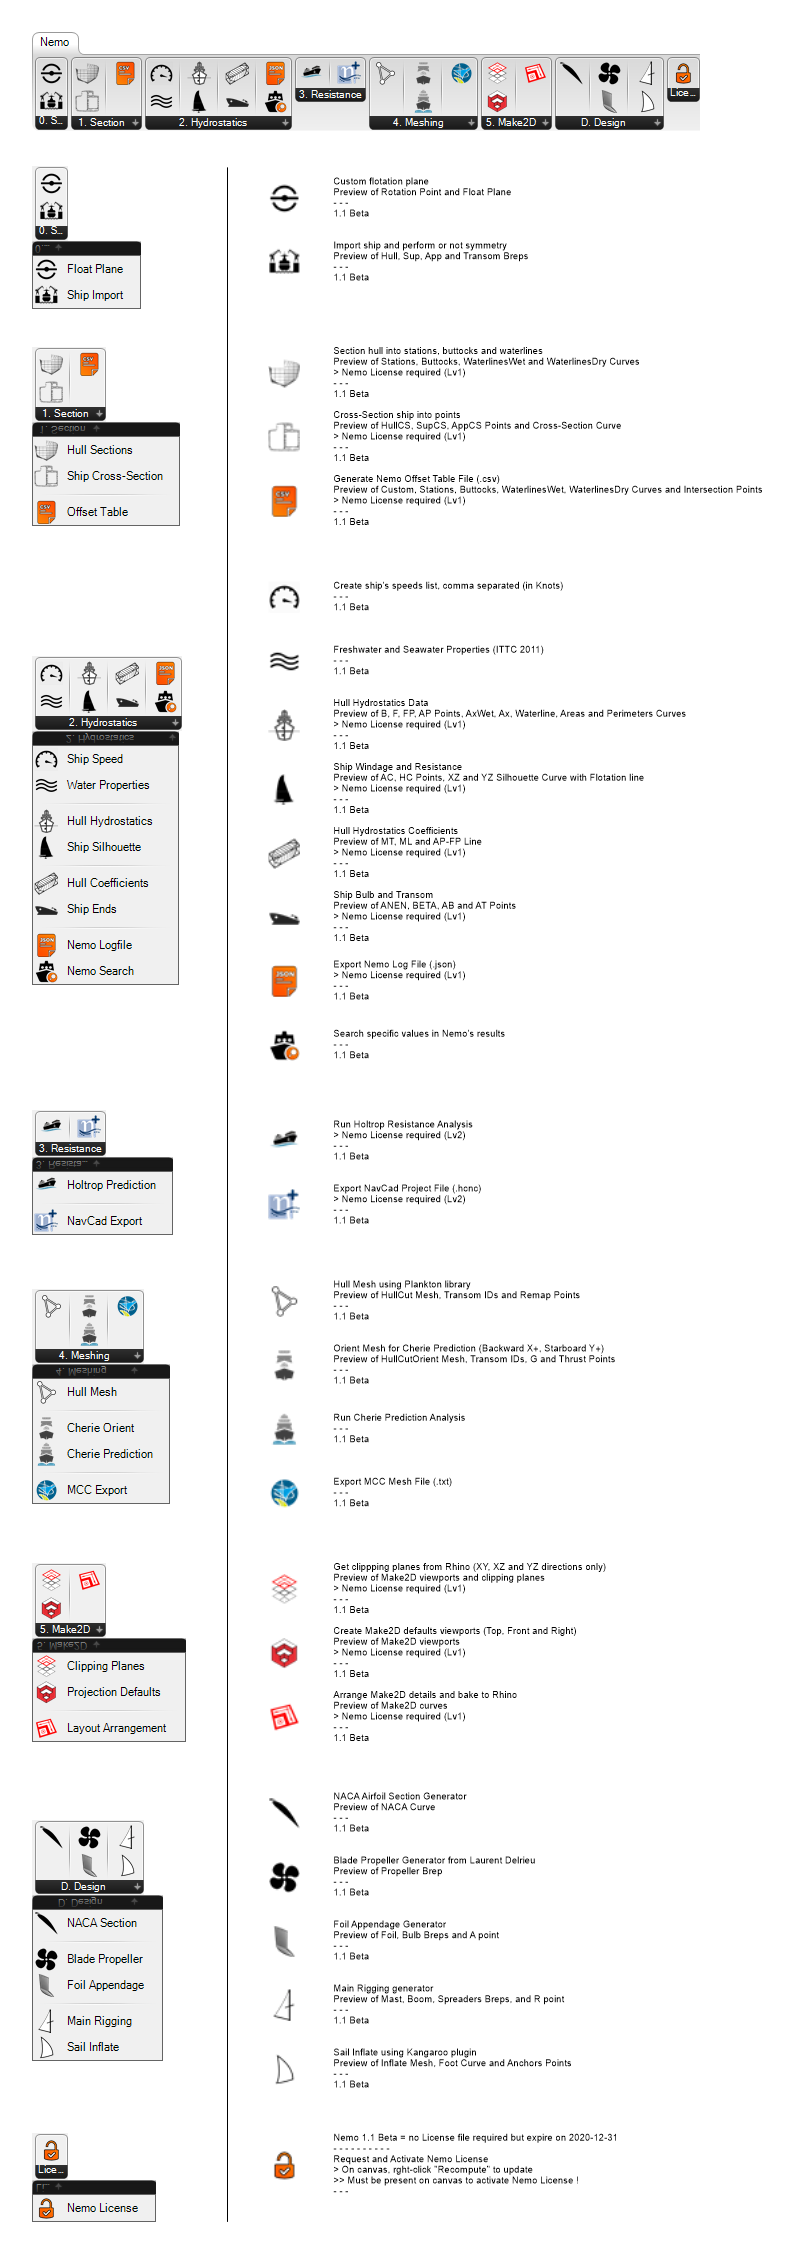 Nemo
0. S...
1. Section
2. Hydrostatics
3. Resistance
4. Meshing
5. Make2D
D. Design
Lice...
0. S...
0....
Float Plane
Ship Import
Custom flotation plane
Preview of Rotation Point and Float Plane
- - -
1.1 Beta
Import ship and perform or not symmetry
Preview of Hull, Sup, App and Transom Breps
- - -
1.1 Beta
CSV
1. Section
1. Section
Hull Sections
Ship Cross-Section
Offset Table
Section hull into stations, buttocks and waterlines
Preview of Stations, Buttocks, WaterlinesWet and WaterlinesDry Curves
> Nemo License required (Lv1)
- - -
1.1 Beta
Cross-Section ship into points
Preview of HullCS, SupCS, AppCS Points and Cross-Section Curve
> Nemo License required (Lv1)
- - -
1.1 Beta
Generate Nemo Offset Table File (.csv)
Preview of Custom, Stations, Buttocks, WaterlinesWet, WaterlinesDry Curves and Intersection Points
> Nemo License required (Lv1)
- - -
1.1 Beta
JSON
2. Hydrostatics
2. Hydrostatics
Ship Speed
Water Properties
Hull Hydrostatics
Ship Silhouette
Hull Coefficients
Ship Ends
Nemo Logfile
Nemo Search
Create ship's speeds list, comma separated (in Knots)
- - -
1.1 Beta
Freshwater and Seawater Properties (ITTC 2011)
- - -
1.1 Beta
Hull Hydrostatics Data
Preview of B, F, FP, AP Points, AxWet, Ax, Waterline, Areas and Perimeters Curves
> Nemo License required (Lv1)
- - -
1.1 Beta
Ship Windage and Resistance
Preview of AC, HC Points, XZ and YZ Silhouette Curve with Flotation line
> Nemo License required (Lv1)
- - -
1.1 Beta
Hull Hydrostatics Coefficients
Preview of MT, ML and AP-FP Line
> Nemo License required (Lv1)
- - -
1.1 Beta
Ship Bulb and Transom
Preview of ANEN, BETA, AB and AT Points
> Nemo License required (Lv1)
- - -
1.1 Beta
Export Nemo Log File (.json)
> Nemo License required (Lv1)
- - -
1.1 Beta
Search specific values in Nemo's results
- - -
1.1 Beta
3. Resistance
3. Resista...
Holtrop Prediction
NavCad Export
Run Holtrop Resistance Analysis
> Nemo License required (Lv2)
- - -
1.1 Beta
Export NavCad Project File (.hcnc)
> Nemo License required (Lv2)
- - -
1.1 Beta
4. Meshing
4. Meshing
Hull Mesh
Cherie Orient
Cherie Prediction
MCC Export
Hull Mesh using Plankton library
Preview of HullCut Mesh, Transom IDs and Remap Points
- - -
1.1 Beta
Orient Mesh for Cherie Prediction (Backward X+, Starboard Y+)
Preview of HullCutOrient Mesh, Transom IDs, G and Thrust Points
- - -
1.1 Beta
Run Cherie Prediction Analysis
- - -
1.1 Beta
Export MCC Mesh File (.txt)
- - -
1.1 Beta
5. Make2D
5. Make2D
Clipping Planes
Projection Defaults
Layout Arrangement
Get clippping planes from Rhino (XY, XZ and YZ directions only)
Preview of Make2D viewports and clipping planes
> Nemo License required (Lv1)
- - -
1.1 Beta
Create Make2D defaults viewports (Top, Front and Right)
Preview of Make2D viewports
> Nemo License required (Lv1)
- - -
1.1 Beta
Arrange Make2D details and bake to Rhino
Preview of Make2D curves
> Nemo License required (Lv1)
- - -
1.1 Beta
D. Design
D. Design
NACA Section
Blade Propeller
Foil Appendage
Main Rigging
Sail Inflate
NACA Airfoil Section Generator
Preview of NACA Curve
- - -
1.1 Beta
Blade Propeller Generator from Laurent Delrieu
Preview of Propeller Brep
- - -
1.1 Beta
Foil Appendage Generator
Preview of Foil, Bulb Breps and A point
- - -
1.1 Beta
Main Rigging generator
Preview of Mast, Boom, Spreaders Breps, and R point
- - -
1.1 Beta
Sail Inflate using Kangaroo plugin
Preview of Inflate Mesh, Foot Curve and Anchors Points
- - -
1.1 Beta
Lice...
Li...
Nemo License
Nemo 1.1 Beta = no License file required but expire on 2020-12-31
- - - - - - - - - -
Request and Activate Nemo License
> On canvas, rght-click "Recompute" to update
>> Must be present on canvas to activate Nemo License !
- - -